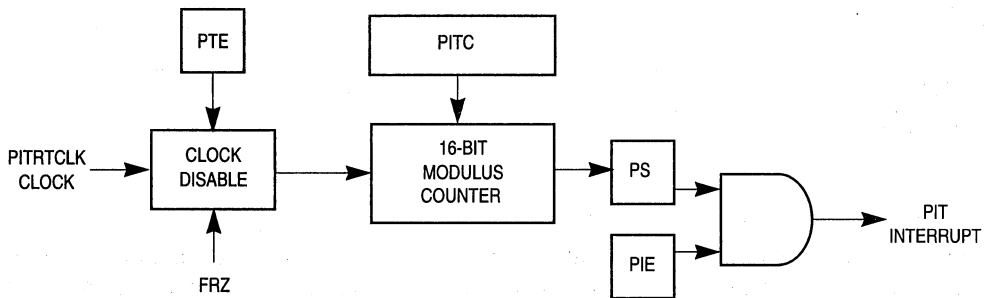 PTE
PITC
PITRTCLK
CLOCK
CLOCK
DISABLE
16-BIT
MODULUS
COUNTER
PS
PIE
PIT
INTERRUPT
FRZ